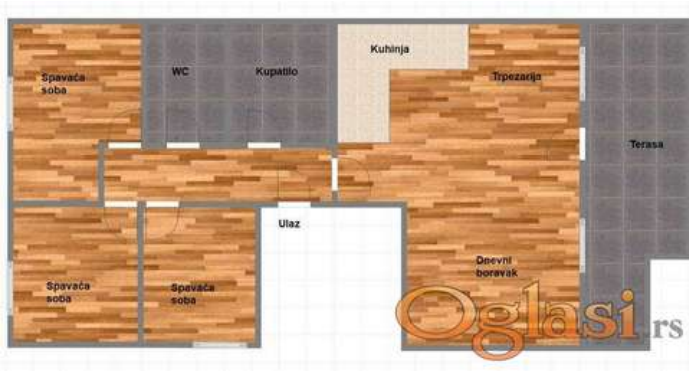 Spavaća
soba
WC
Kupatilo
Kuhinja
Trpezarija
Terasa
Ulaz
Spavaća
soba
Spavaća
soba
Dnevni
boravak
Oglasi.rs